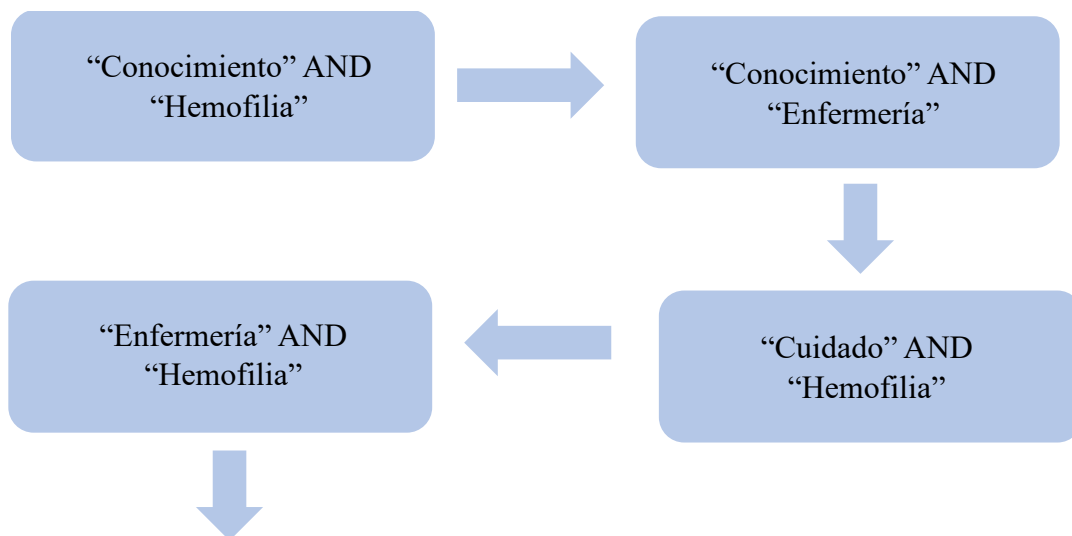 “Conocimiento” AND
“Hemofilia”
“Conocimiento” AND
“Enfermería”
“Cuidado” AND
“Hemofilia”
“Enfermería” AND
“Hemofilia”